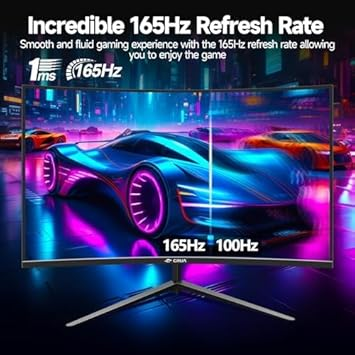 Incredible 165Hz Refresh Rate
Smooth and fluid gaming experience with the 165Hz refresh rate allowing
you to enjoy the game
1ms 165Hz
165Hz 100Hz
CRUA